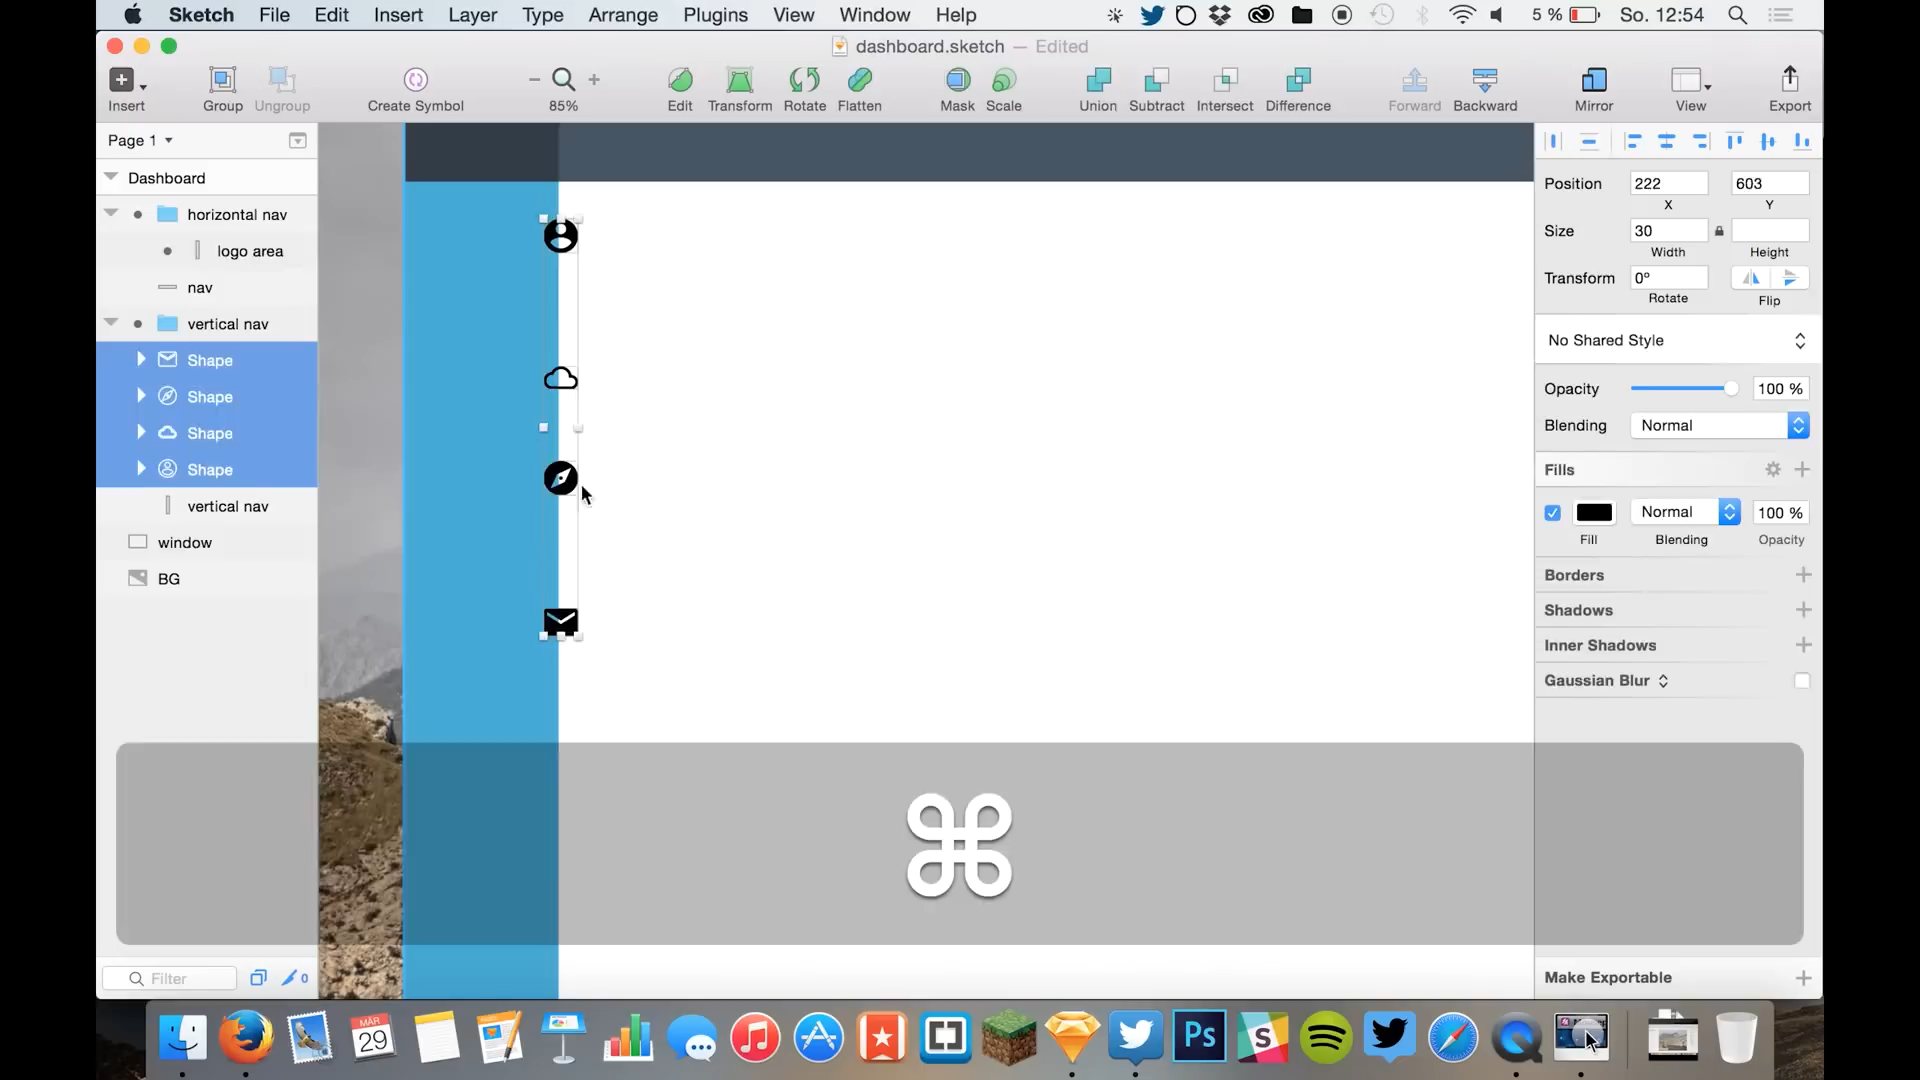 Sketch File Edit Insert Layer Type Arrange Plugins View Window Help 5 % So. 12:54
dashboard.sketch — Edited
Insert Group Ungroup Create Symbol 85% Edit Transform Rotate Flatten Mask Scale Union Subtract Intersect Difference Forward Backward Mirror View Export
Page 1
Dashboard
horizontal nav
logo area
nav
vertical nav
Shape
Shape
Shape
Shape
vertical nav
window
BG
Filter 0
Position 222 603
X Y
Size 30
Width Height
Transform 0°
Rotate Flip
No Shared Style
Opacity 100 %
Blending Normal
Fills
Normal 100 %
Fill Blending Opacity
Borders
Shadows
Inner Shadows
Gaussian Blur
Make Exportable
MÄR
29
Ps